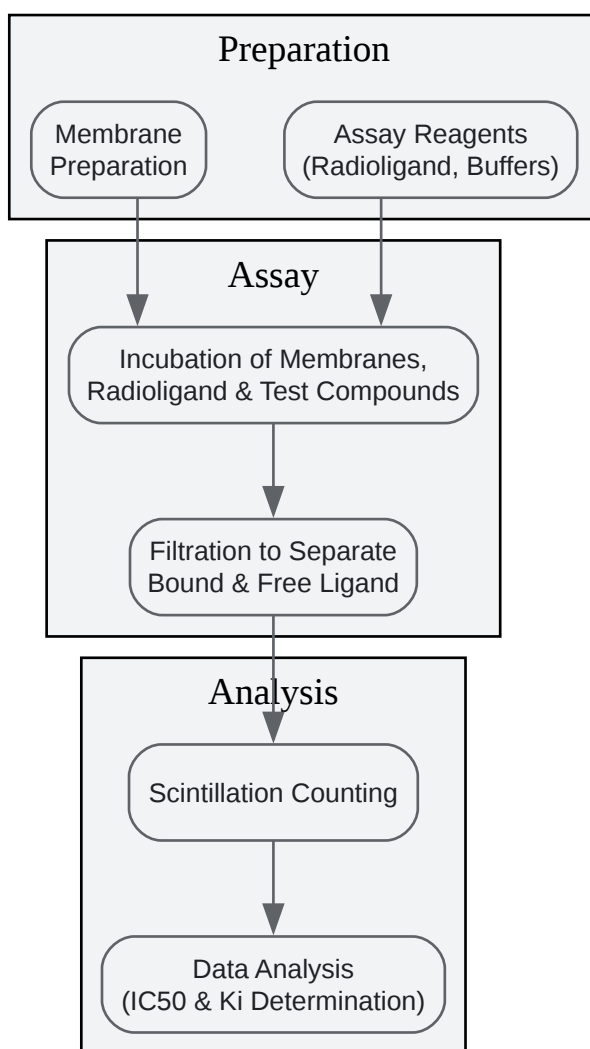 Preparation
Membrane
Preparation
Assay Reagents
(Radioligand, Buffers)
Assay
Incubation of Membranes,
Radioligand & Test Compounds
Filtration to Separate
Bound & Free Ligand
Analysis
Scintillation Counting
Data Analysis
(IC50 & Ki Determination)